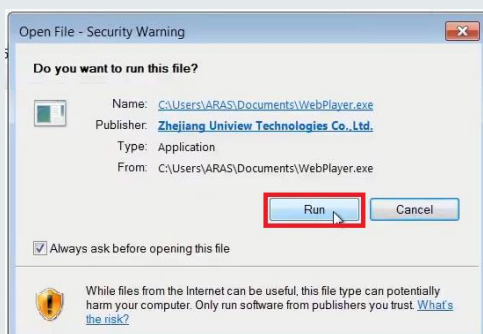 Open File - Security Warning
Do you want to run this file?
Name: C:\Users\ARAS\Documents\WebPlayer.exe
Publisher: Zhejiang Uniview Technologies Co.,Ltd.
Type: Application
From: C:\Users\ARAS\Documents\WebPlayer.exe
Run Cancel
Always ask before opening this file
While files from the Internet can be useful, this file type can potentially
harm your computer. Only run software from publishers you trust. What's
the risk?